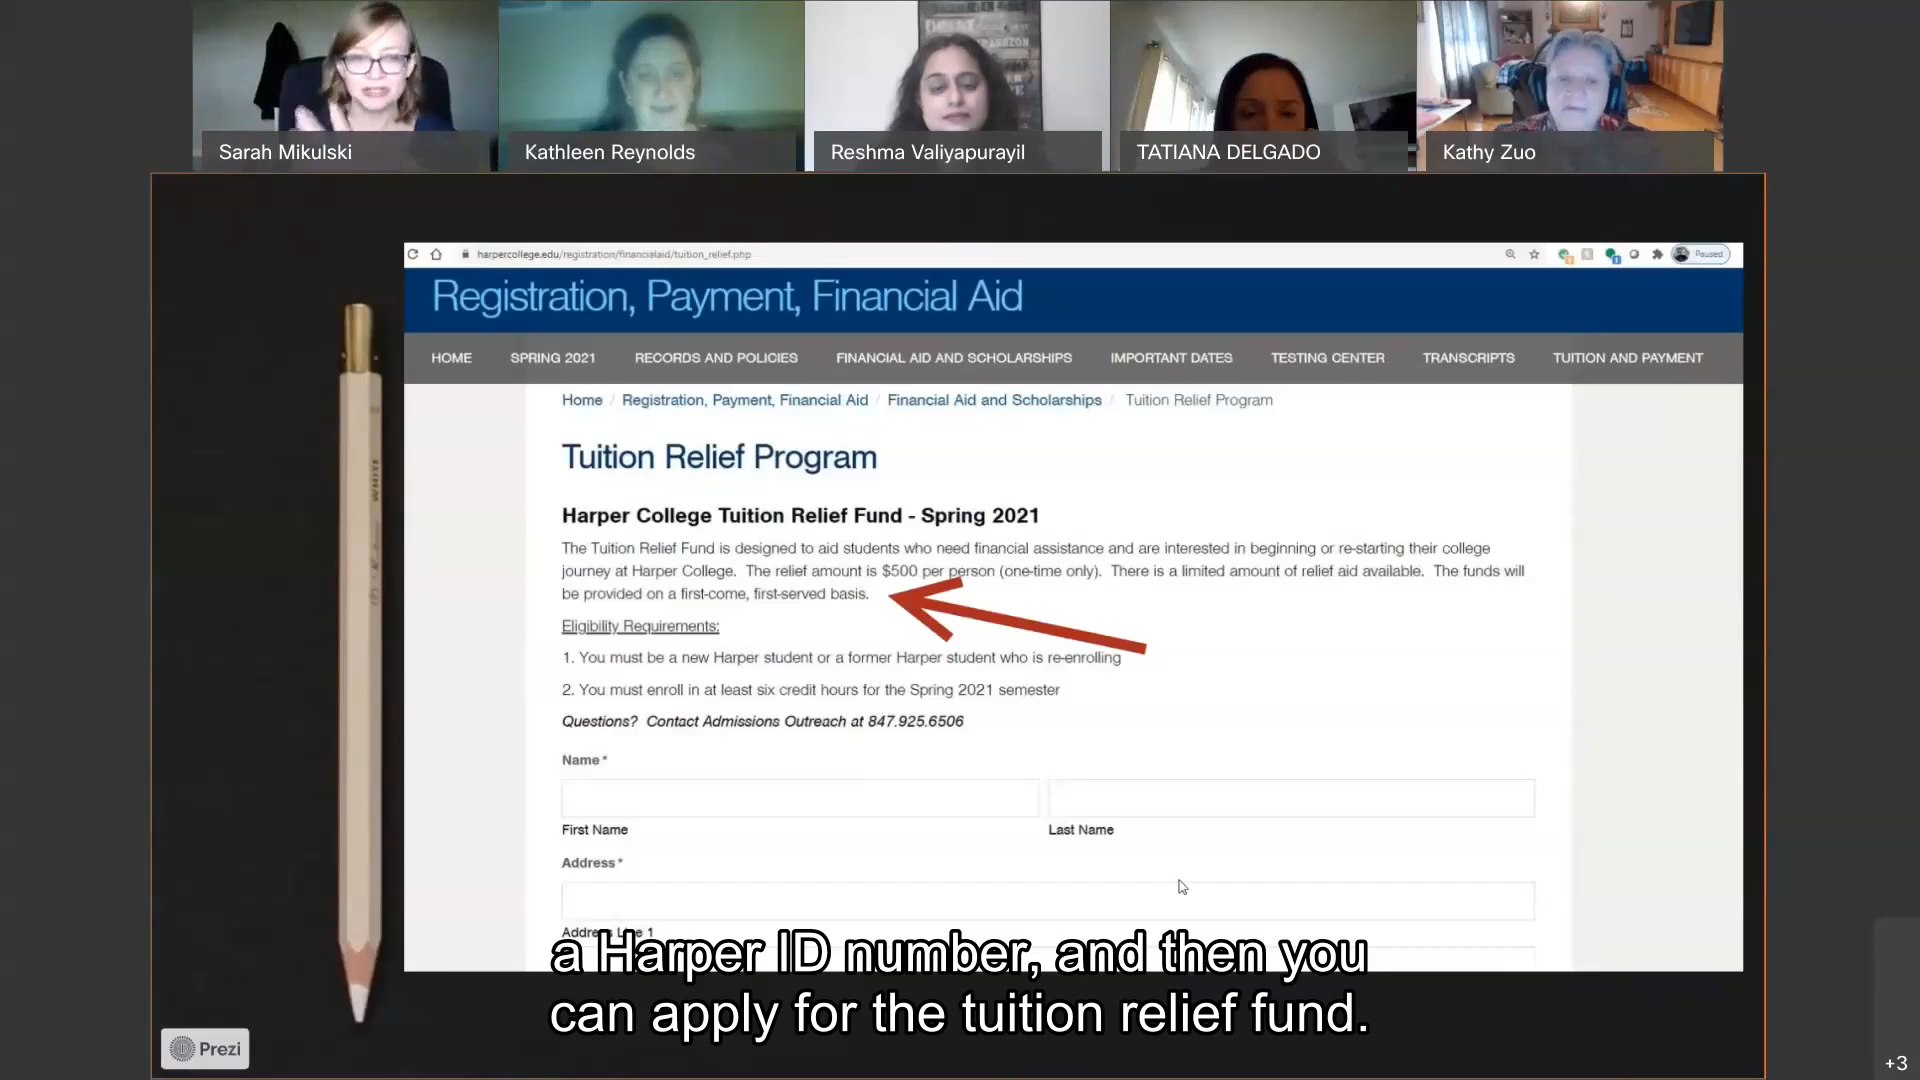 Sarah Mikulski
Kathleen Reynolds
Reshma Valiyapurayil
TATIANA DELGADO
Kathy Zuo
harpercollege.edu/registration/financialaid/tuition_relief.php
Paused
Registration, Payment, Financial Aid
HOME SPRING 2021 RECORDS AND POLICIES FINANCIAL AID AND SCHOLARSHIPS IMPORTANT DATES TESTING CENTER TRANSCRIPTS TUITION AND PAYMENT
Home / Registration, Payment, Financial Aid / Financial Aid and Scholarships / Tuition Relief Program
Tuition Relief Program
Harper College Tuition Relief Fund - Spring 2021
The Tuition Relief Fund is designed to aid students who need financial assistance and are interested in beginning or re-starting their college
journey at Harper College. The relief amount is $500 per person (one-time only). There is a limited amount of relief aid available. The funds will
be provided on a first-come, first-served basis.
Eligibility Requirements:
1. You must be a new Harper student or a former Harper student who is re-enrolling
2. You must enroll in at least six credit hours for the Spring 2021 semester
Questions? Contact Admissions Outreach at 847.925.6506
Name *
First Name Last Name
Address *
Address Line 1
a Harper ID number, and then you
can apply for the tuition relief fund.
WHITE
Prezi
+3